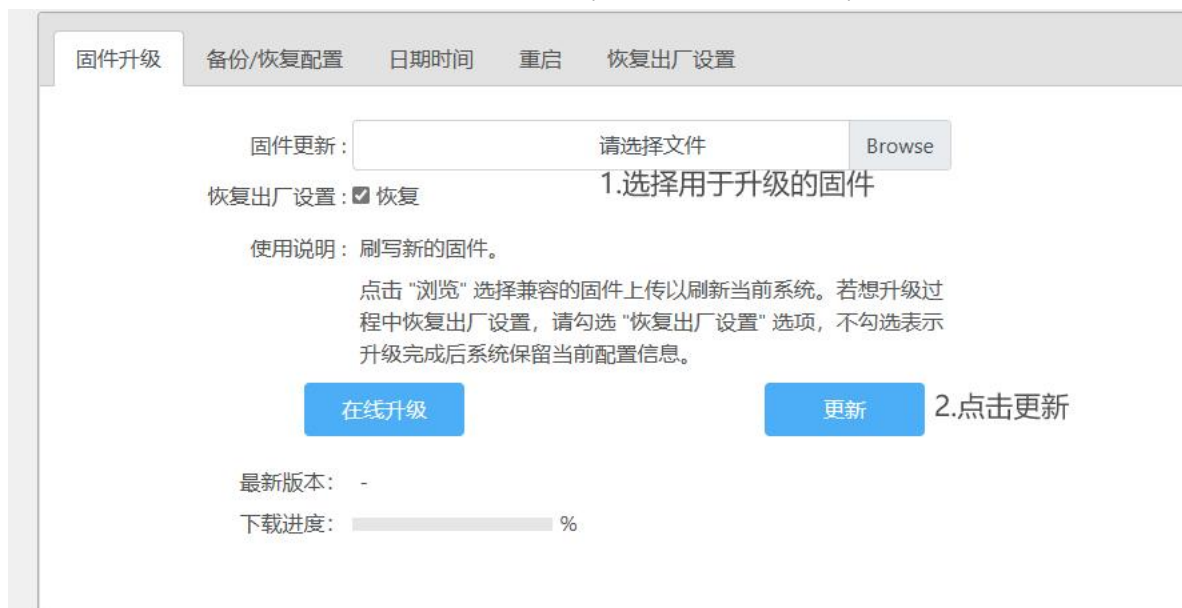 固件升级 备份/恢复配置 日期时间 重启 恢复出厂设置
固件更新 : 请选择文件 Browse
1.选择用于升级的固件
恢复出厂设置 : 恢复
使用说明 : 刷写新的固件。
点击 "浏览" 选择兼容的固件上传以刷新当前系统。若想升级过
程中恢复出厂设置，请勾选 "恢复出厂设置" 选项，不勾选表示
升级完成后系统保留当前配置信息。
在线升级 更新 2.点击更新
最新版本： -
下载进度： %